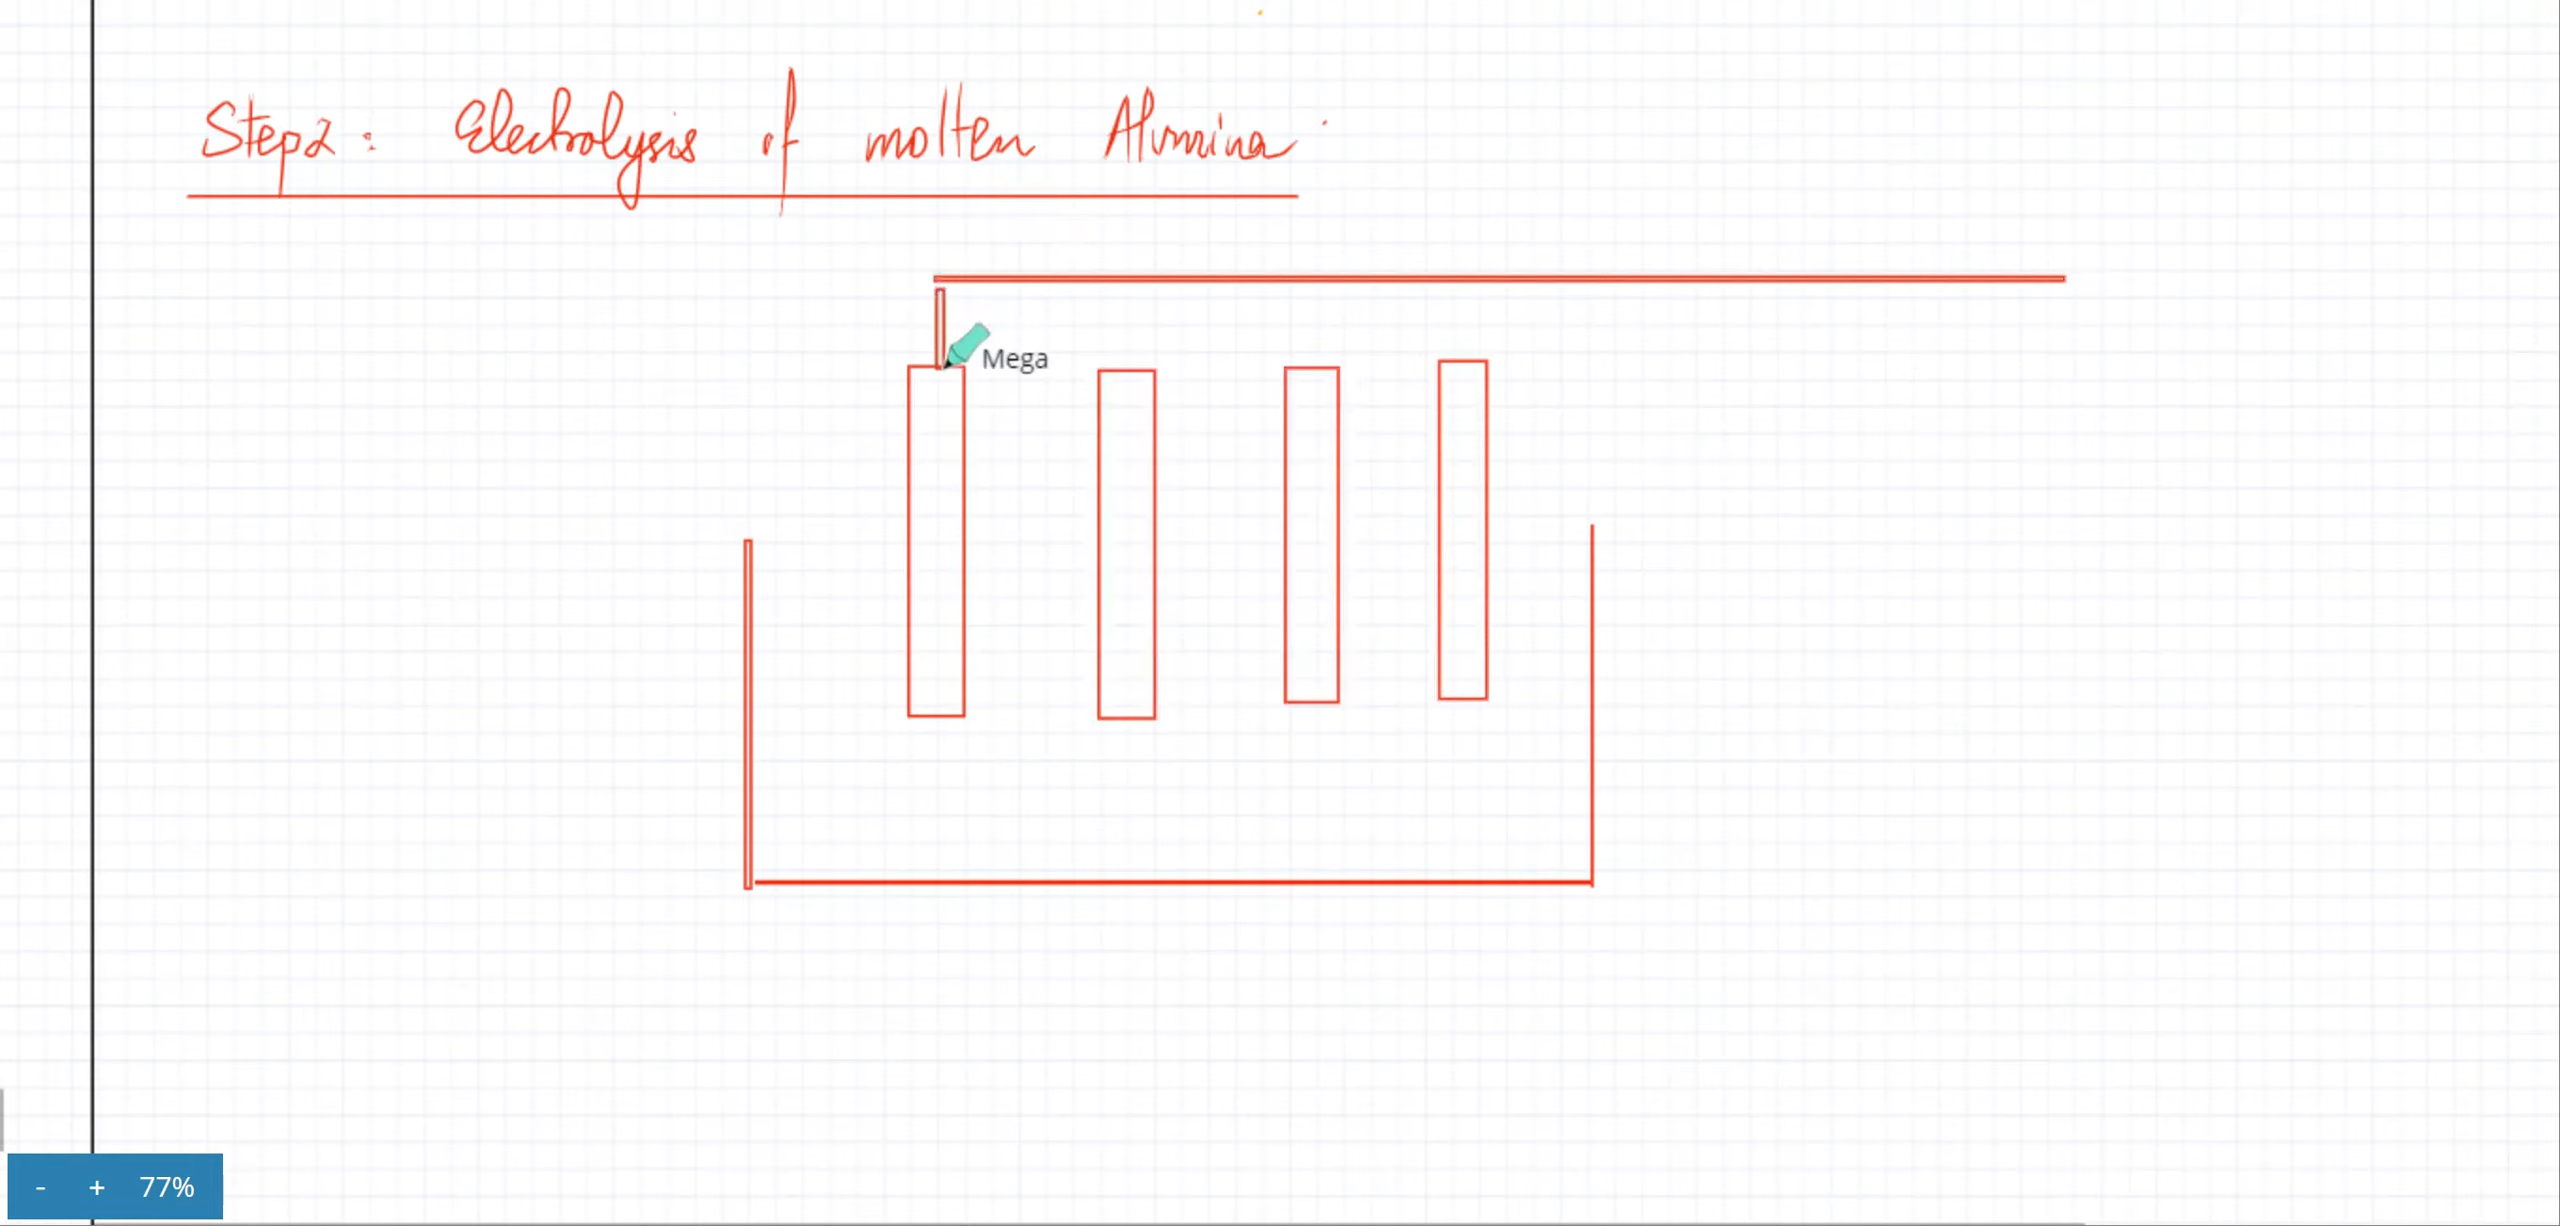 Step2: Electrolysis of molten Alumina
Mega
- + 77%